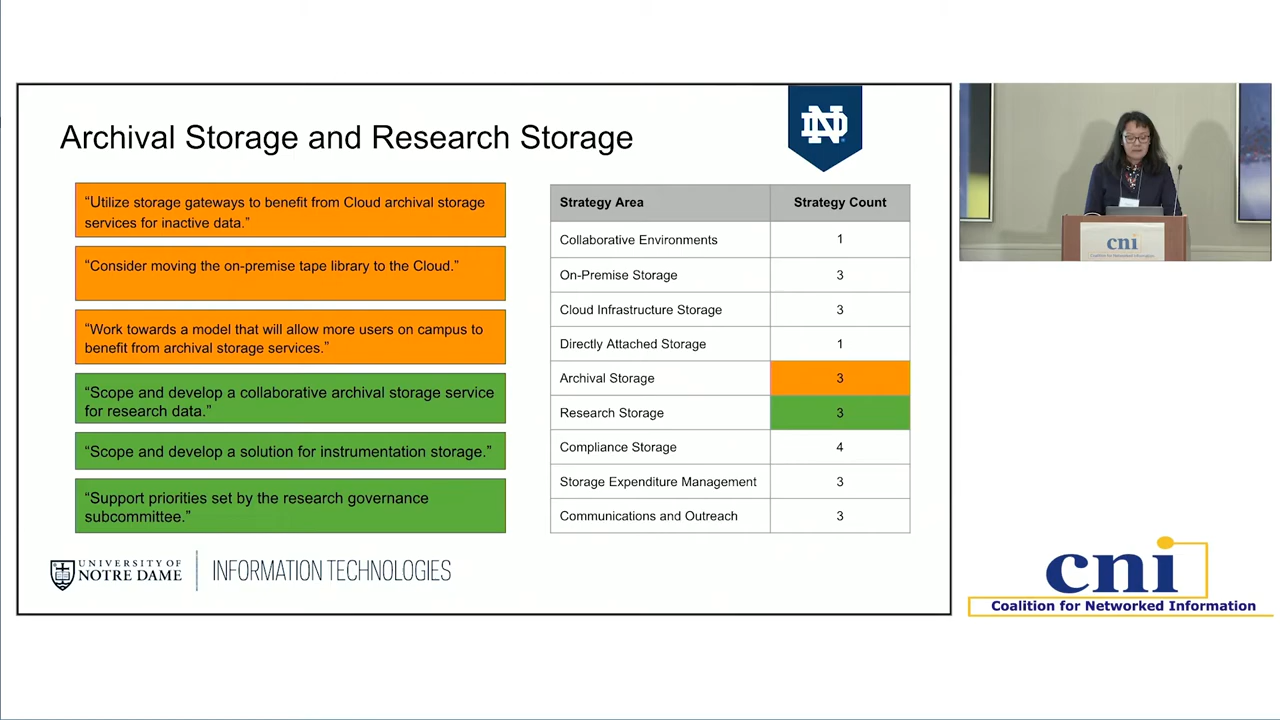 Archival Storage and Research Storage
ND
“Utilize storage gateways to benefit from Cloud archival storage
services for inactive data.”
“Consider moving the on-premise tape library to the Cloud.”
“Work towards a model that will allow more users on campus to
benefit from archival storage services.”
“Scope and develop a collaborative archival storage service
for research data.”
“Scope and develop a solution for instrumentation storage.”
“Support priorities set by the research governance
subcommittee.”
Strategy Area Strategy Count
Collaborative Environments 1
On-Premise Storage 3
Cloud Infrastructure Storage 3
Directly Attached Storage 1
Archival Storage 3
Research Storage 3
Compliance Storage 4
Storage Expenditure Management 3
Communications and Outreach 3
UNIVERSITY OF
NOTRE DAME
INFORMATION TECHNOLOGIES
cni
Coalition for Networked Information
cni
Coalition for Networked Information